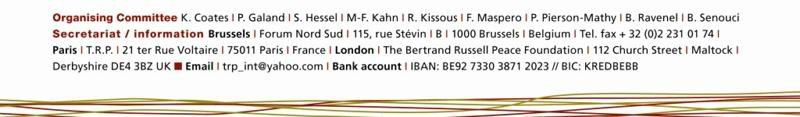 Organising Committee K. Coates | P. Galand | S. Hessel | M-F. Kahn | R. Kissous | F. Maspero | P. Pierson-Mathy | B. Ravenel | B. Senouci
Secretariat / information Brussels | Forum Nord Sud | 115, rue Stévin | B | 1000 Brussels | Belgium | Tel. fax + 32 (0)2 231 01 74 |
Paris | T.R.P. | 21 ter Rue Voltaire | 75011 Paris | France | London | The Bertrand Russell Peace Foundation | 112 Church Street | Maltock |
Derbyshire DE4 3BZ UK ■ Email | trp_int@yahoo.com | Bank account | IBAN: BE92 7330 3871 2023 // BIC: KREDBEBB